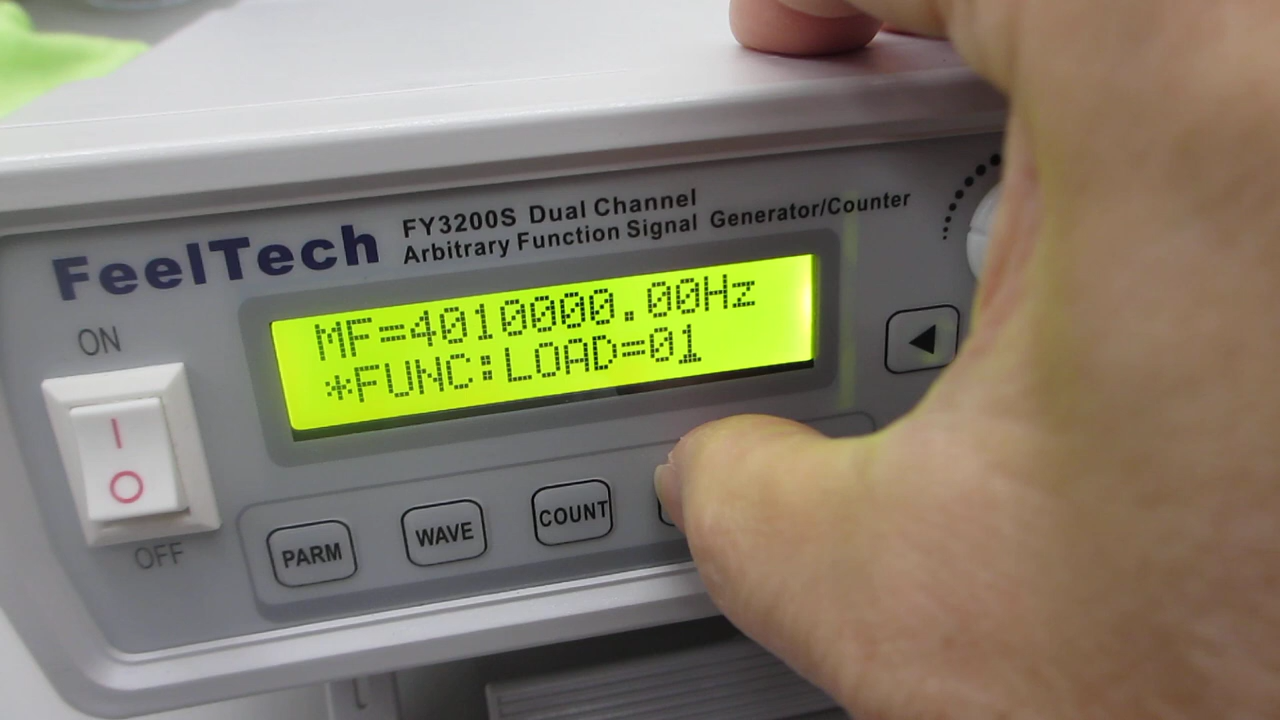 FeelTech
FY3200S Dual Channel
Arbitrary Function Signal Generator/Counter
MF=4010000.00Hz
*FUNC:LOAD=01
ON
I
O
OFF
PARM
WAVE
COUNT